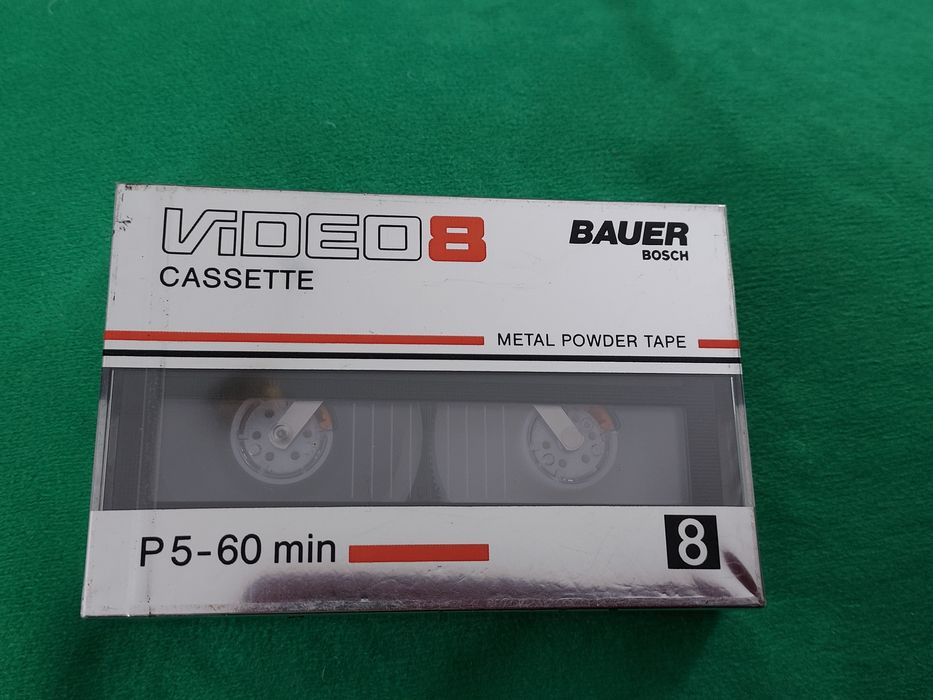 ViDEO8
BAUER
BOSCH
CASSETTE
METAL POWDER TAPE
P5-60 min
8